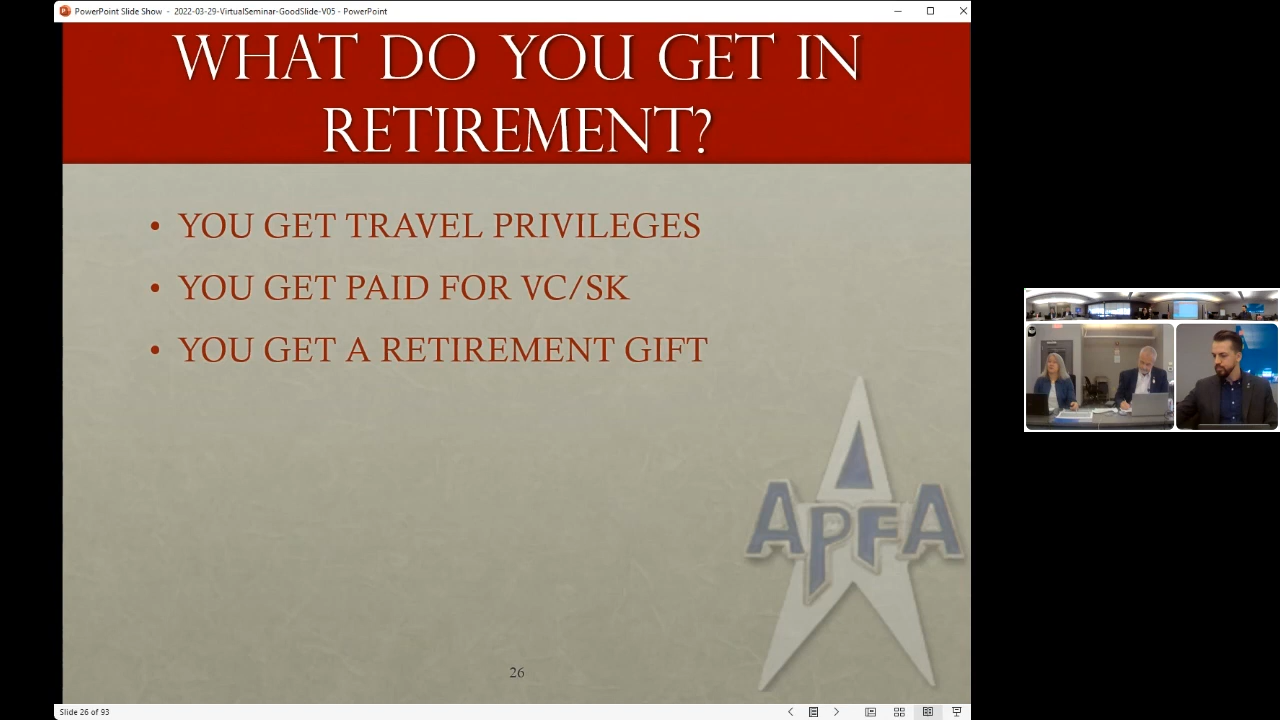 PowerPoint Slide Show - 2022-03-29-VirtualSeminar-GoodSlide-V05 - PowerPoint
WHAT DO YOU GET IN
RETIREMENT?
• YOU GET TRAVEL PRIVILEGES
• YOU GET PAID FOR VC/SK
• YOU GET A RETIREMENT GIFT
APFA
26
Slide 26 of 93